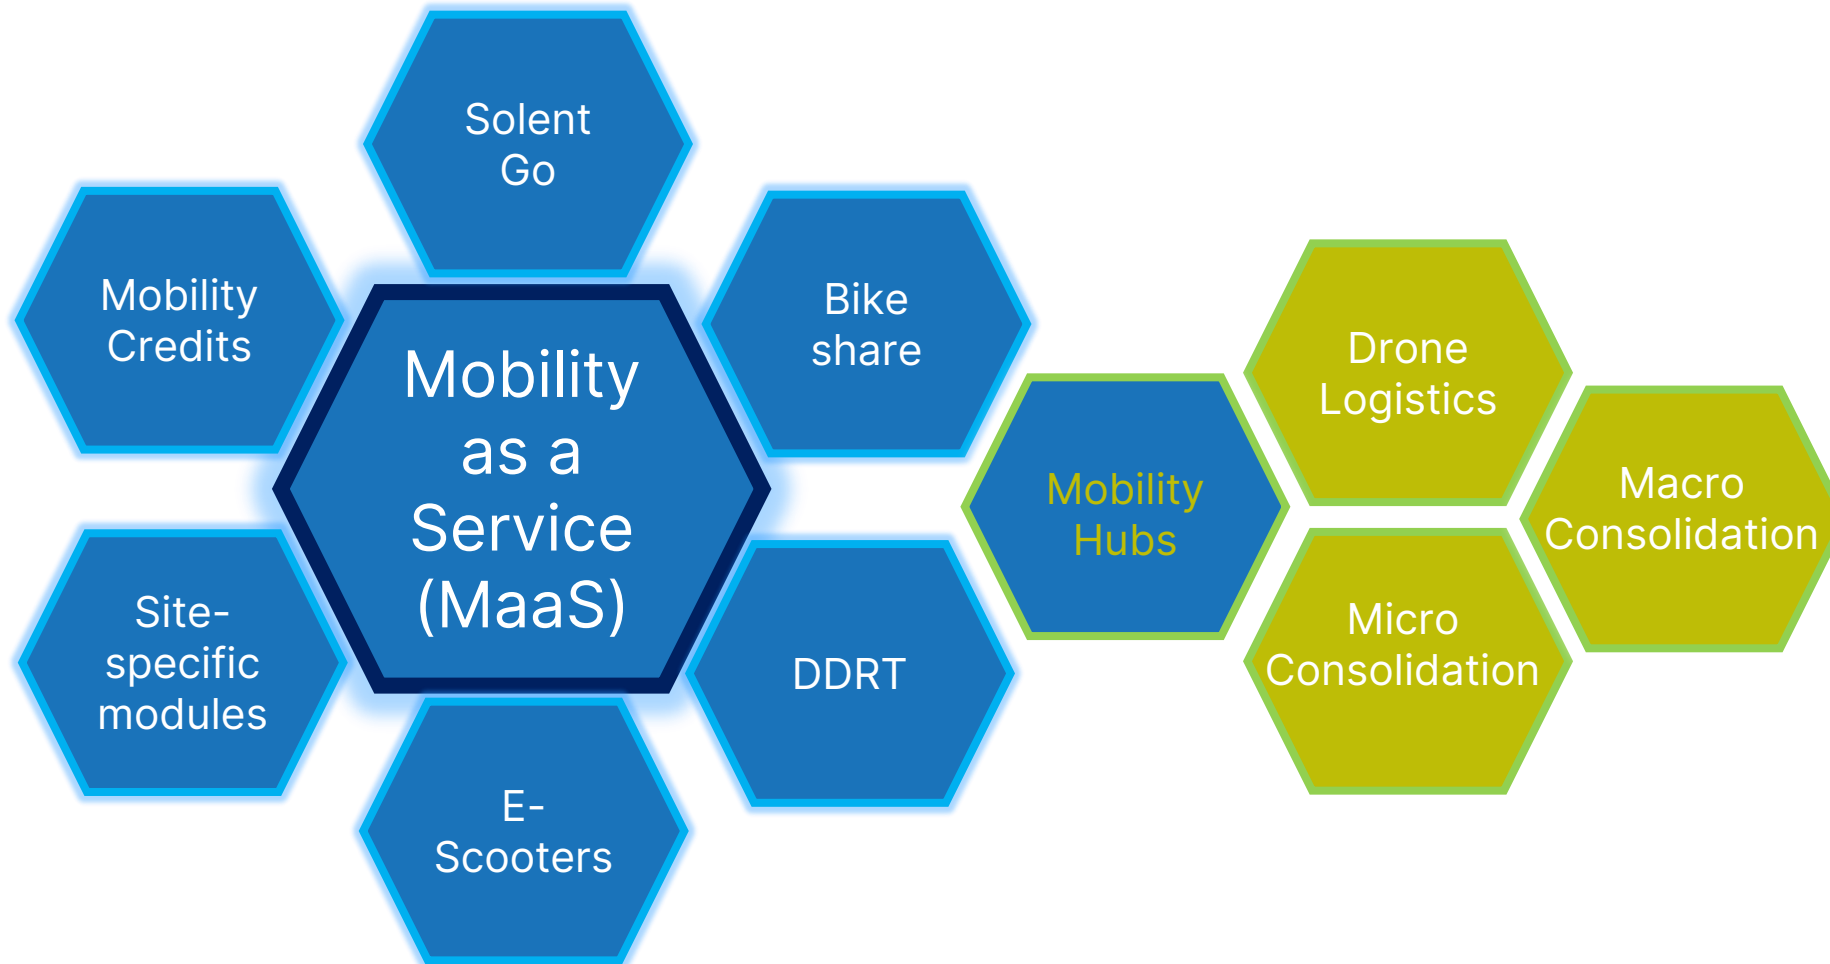 Solent
Go
Mobility
Credits
Bike
share
Mobility
as a
Service
(MaaS)
Site-
specific
modules
DDRT
E-
Scooters
Mobility
Hubs
Drone
Logistics
Macro
Consolidation
Micro
Consolidation